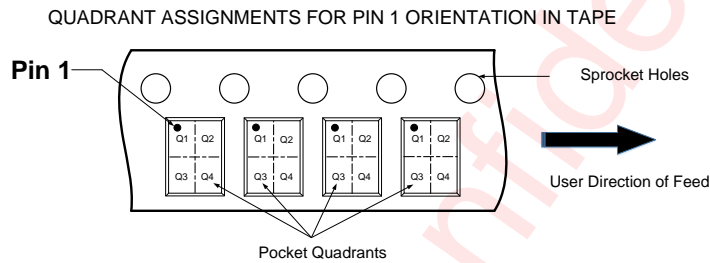 QUADRANT ASSIGNMENTS FOR PIN 1 ORIENTATION IN TAPE
Pin 1
Sprocket Holes
Q1 Q2 Q1 Q2 Q1 Q2 Q1 Q2
Q3 Q4 Q3 Q4 Q3 Q4 Q3 Q4
User Direction of Feed
Pocket Quadrants